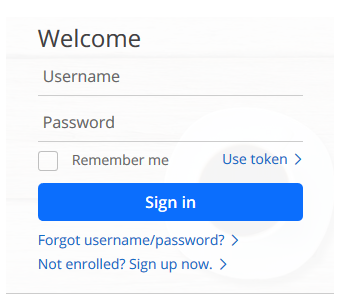 Welcome
Username
Password
Remember me Use token >
Sign in
Forgot username/password? >
Not enrolled? Sign up now. >